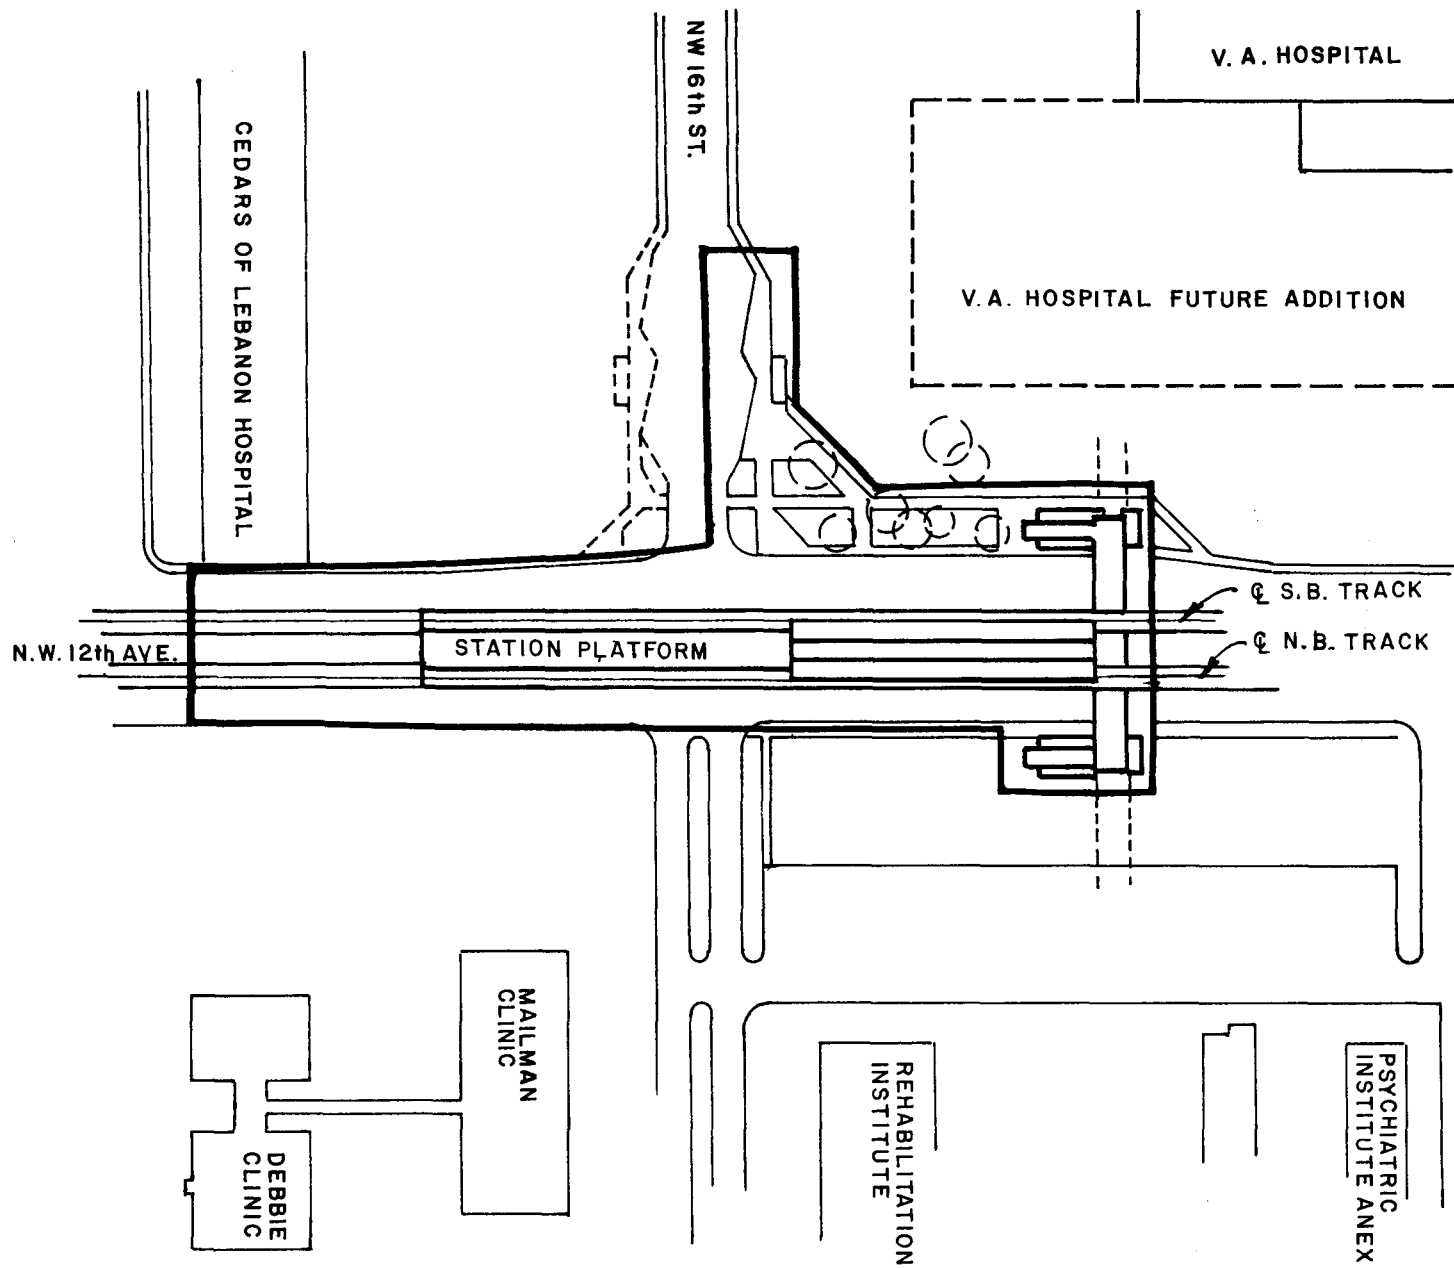 V. A. HOSPITAL
NW 16th ST.
CEDARS OF LEBANON HOSPITAL
V.A. HOSPITAL FUTURE ADDITION
℄ S.B. TRACK
℄ N.B. TRACK
N.W. 12th AVE.
STATION PLATFORM
MAILMAN
CLINIC
DEBBIE
CLINIC
REHABILITATION
INSTITUTE
PSYCHIATRIC
INSTITUTE ANEX